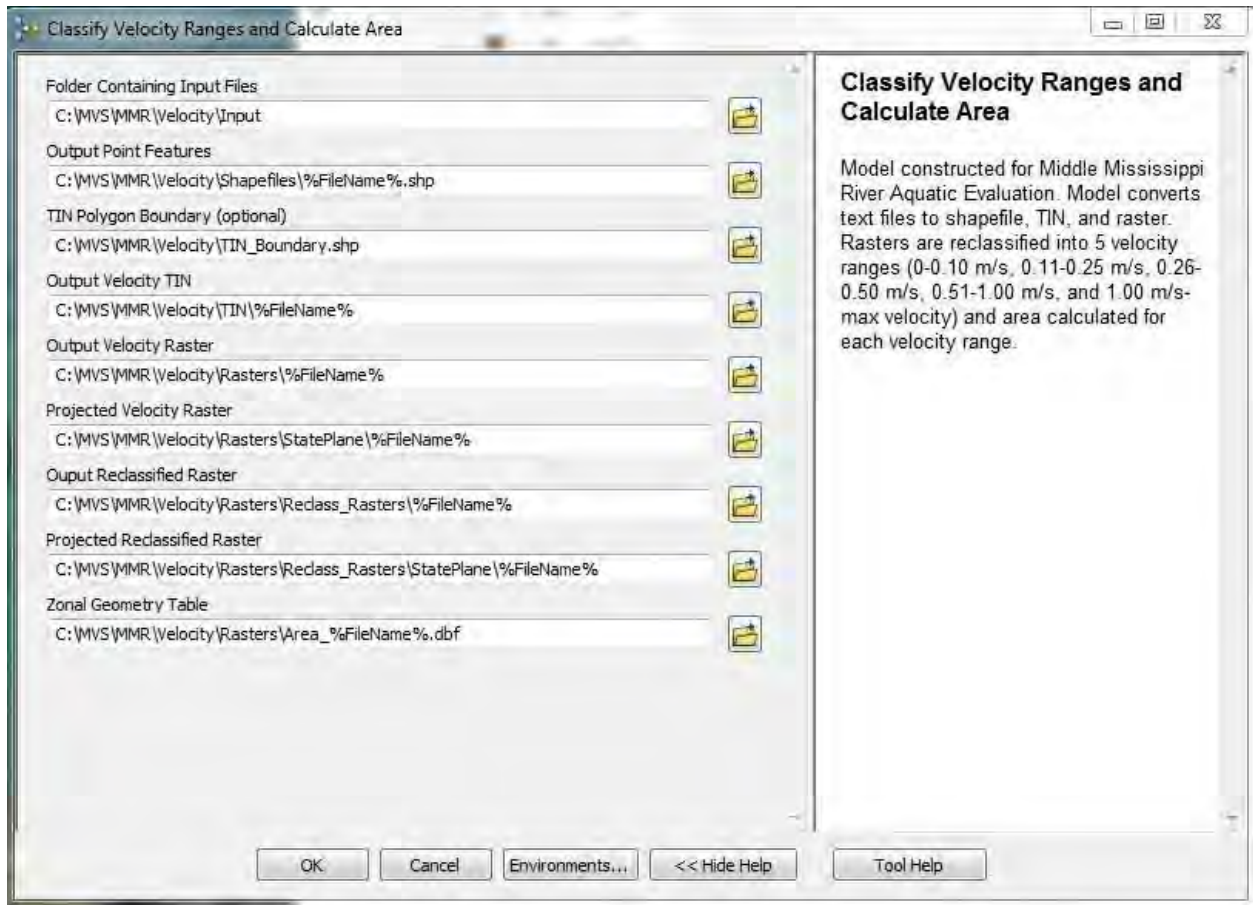 Classify Velocity Ranges and Calculate Area
Folder Containing Input Files
C:\MVS\MMR\Velocity\Input
Output Point Features
C:\MVS\MMR\Velocity\Shapefiles\%FileName%.shp
TIN Polygon Boundary (optional)
C:\MVS\MMR\Velocity\TIN_Boundary.shp
Output Velocity TIN
C:\MVS\MMR\Velocity\TIN\%FileName%
Output Velocity Raster
C:\MVS\MMR\Velocity\Rasters\%FileName%
Projected Velocity Raster
C:\MVS\MMR\Velocity\Rasters\StatePlane\%FileName%
Ouput Reclassified Raster
C:\MVS\MMR\Velocity\Rasters\Reclass_Rasters\%FileName%
Projected Reclassified Raster
C:\MVS\MMR\Velocity\Rasters\Reclass_Rasters\StatePlane\%FileName%
Zonal Geometry Table
C:\MVS\MMR\Velocity\Rasters\Area_%FileName%.dbf
Classify Velocity Ranges and
Calculate Area
Model constructed for Middle Mississippi
River Aquatic Evaluation. Model converts
text files to shapefile, TIN, and raster.
Rasters are reclassified into 5 velocity
ranges (0-0.10 m/s, 0.11-0.25 m/s, 0.26-
0.50 m/s, 0.51-1.00 m/s, and 1.00 m/s-
max velocity) and area calculated for
each velocity range.
OK
Cancel
Environments...
<< Hide Help
Tool Help